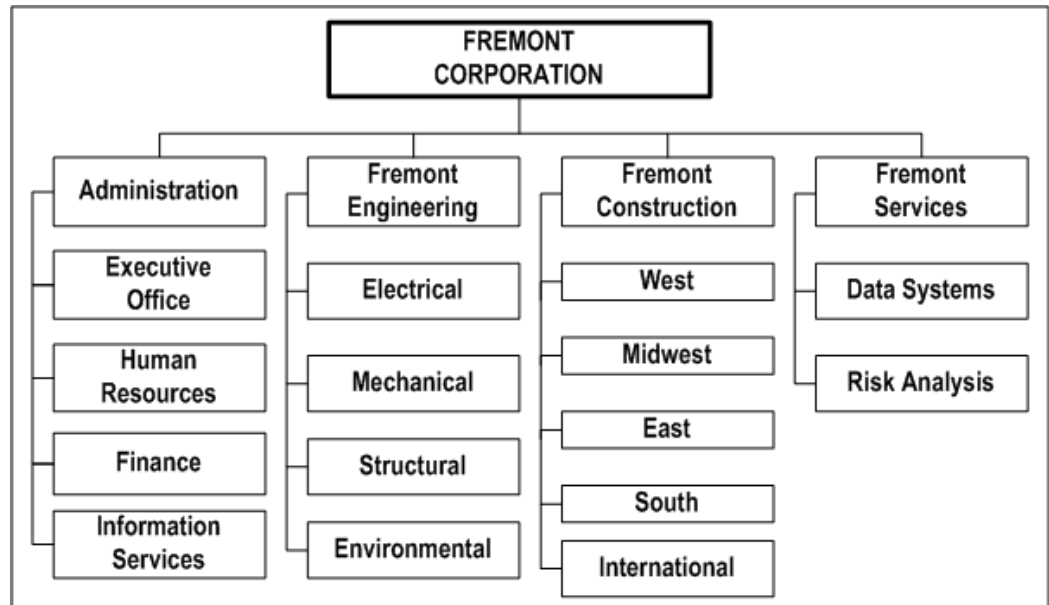 FREMONT
CORPORATION
Administration
Executive
Office
Human
Resources
Finance
Information
Services
Fremont
Engineering
Electrical
Mechanical
Structural
Environmental
Fremont
Construction
West
Midwest
East
South
International
Fremont
Services
Data Systems
Risk Analysis